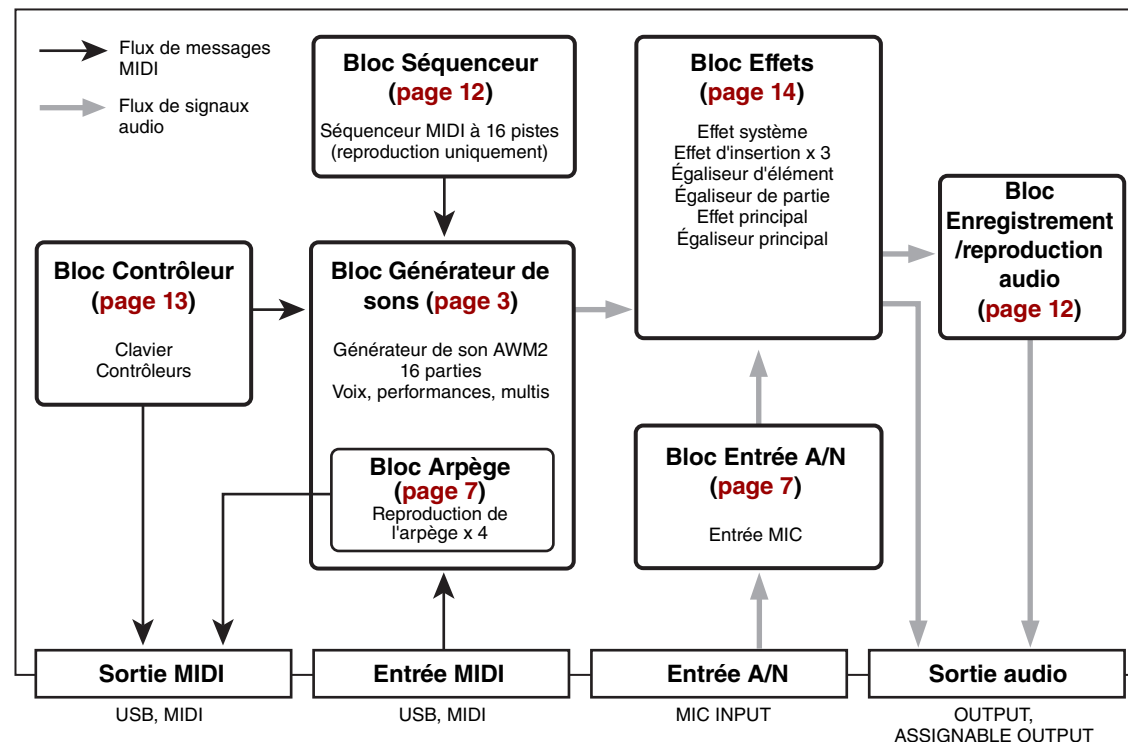 Flux de messages
MIDI
Flux de signaux
audio
Bloc Séquenceur
(page 12)
Séquenceur MIDI à 16 pistes
(reproduction uniquement)
Bloc Effets
(page 14)
Effet système
Effet d'insertion x 3
Égaliseur d'élément
Égaliseur de partie
Effet principal
Égaliseur principal
Bloc
Enregistrement
/reproduction
audio
(page 12)
Bloc Contrôleur
(page 13)
Clavier
Contrôleurs
Bloc Générateur de
sons (page 3)
Générateur de son AWM2
16 parties
Voix, performances, multis
Bloc Arpège
(page 7)
Reproduction de
l'arpège x 4
Bloc Entrée A/N
(page 7)
Entrée MIC
Sortie MIDI
Entrée MIDI
Entrée A/N
Sortie audio
USB, MIDI
USB, MIDI
MIC INPUT
OUTPUT,
ASSIGNABLE OUTPUT